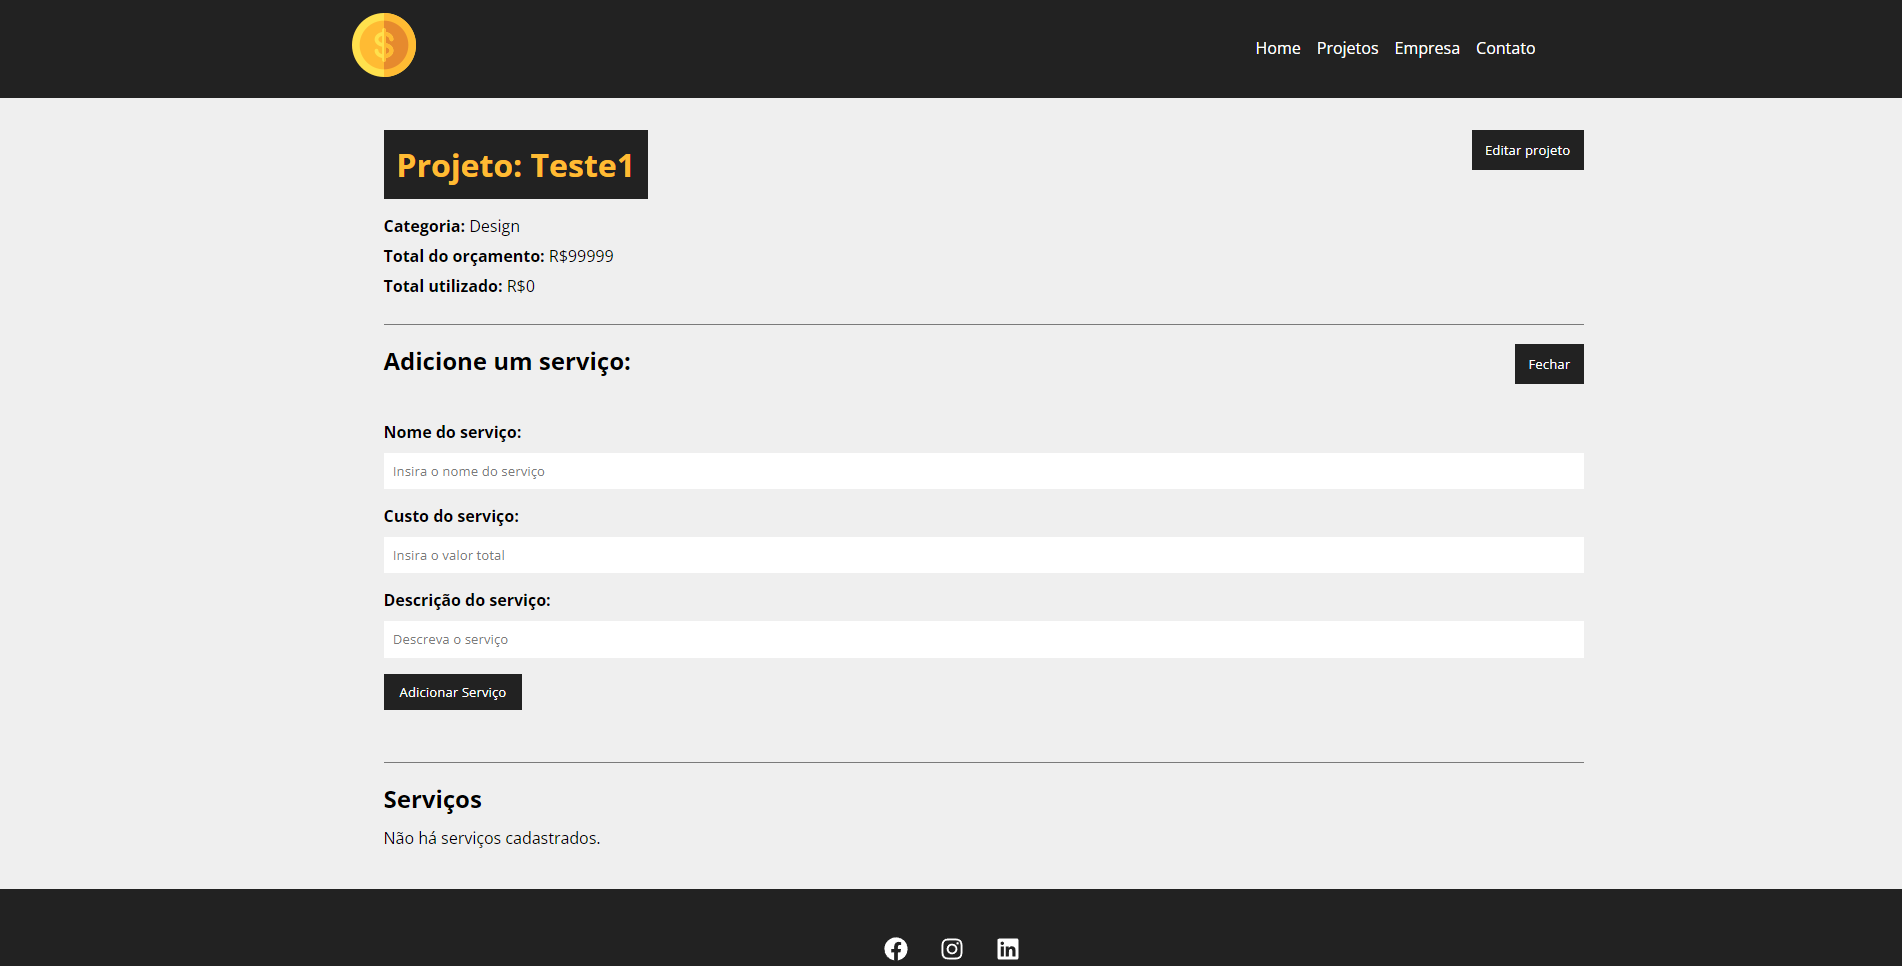 $
Home Projetos Empresa Contato
Projeto: Teste1
Editar projeto
Categoria: Design
Total do orçamento: R$99999
Total utilizado: R$0
Adicione um serviço:
Fechar
Nome do serviço:
Insira o nome do serviço
Custo do serviço:
Insira o valor total
Descrição do serviço:
Descreva o serviço
Adicionar Serviço
Serviços
Não há serviços cadastrados.